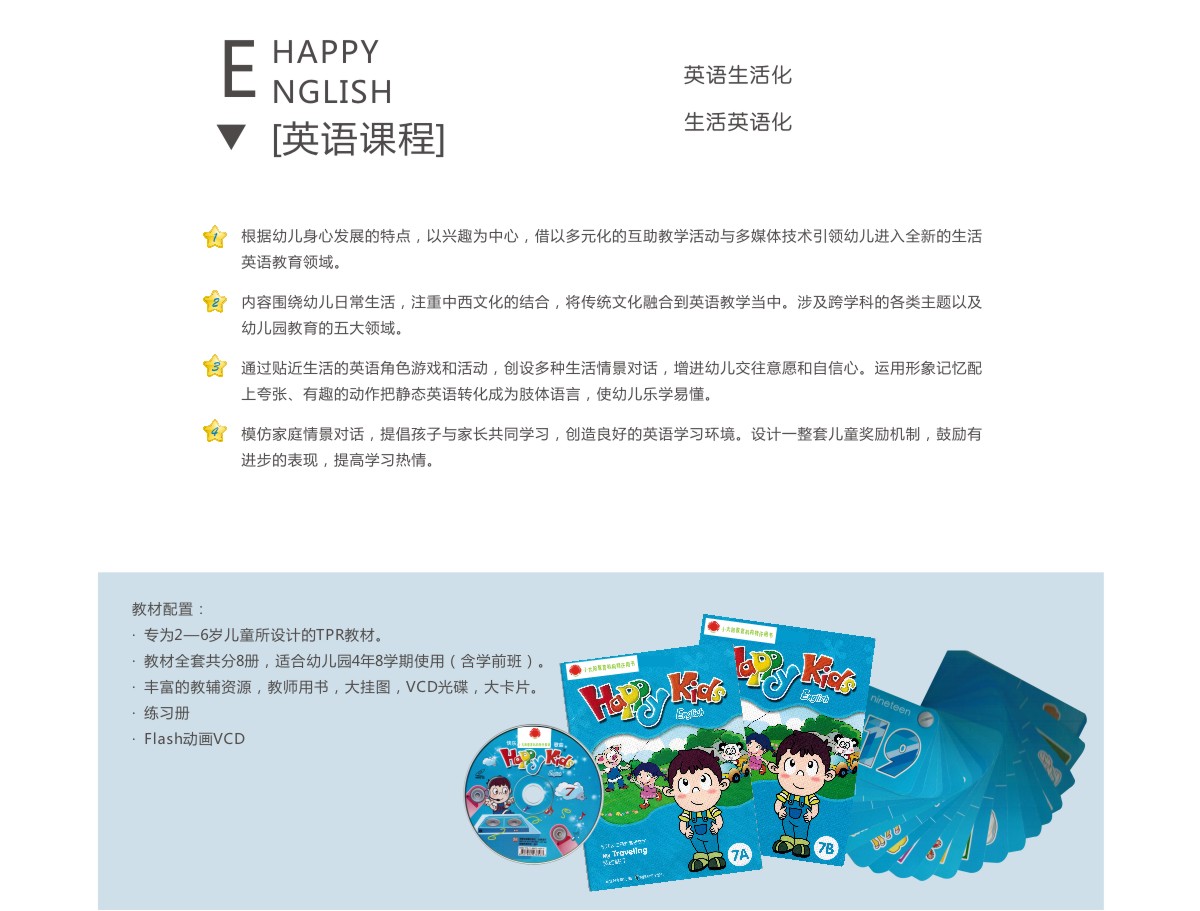 E HAPPY
NGLISH
[英语课程]
英语生活化
生活英语化
1 根据幼儿身心发展的特点，以兴趣为中心，借以多元化的互助教学活动与多媒体技术引领幼儿进入全新的生活
英语教育领域。
2 内容围绕幼儿日常生活，注重中西文化的结合，将传统文化融合到英语教学当中。涉及跨学科的各类主题以及
幼儿园教育的五大领域。
3 通过贴近生活的英语角色游戏和活动，创设多种生活情景对话，增进幼儿交往意愿和自信心。运用形象记忆配
上夸张、有趣的动作把静态英语转化成为肢体语言，使幼儿乐学易懂。
4 模仿家庭情景对话，提倡孩子与家长共同学习，创造良好的英语学习环境。设计一整套儿童奖励机制，鼓励有
进步的表现，提高学习热情。
教材配置：
· 专为2—6岁儿童所设计的TPR教材。
· 教材全套共分8册，适合幼儿园4年8学期使用（含学前班）。
· 丰富的教辅资源，教师用书，大挂图，VCD光碟，大卡片。
· 练习册
· Flash动画VCD
Happy Kids
7
Happy Kids
English
Traveling
7A
Happy Kids
English
7B
nineteen
19